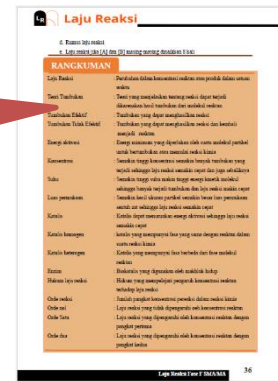 LR Laju Reaksi
d. Rumus laju reaksi
e. Laju reaksi jika [A] dan [B] masing-masing dinaikkan 8 kali
RANGKUMAN
Laju Reaksi : Perubahan dalam konsentrasi reaktan atau produk dalam satuan
waktu
Teori Tumbukan : Teori yang menjelaskan tentang reaksi dapat terjadi
dikarenakan hasil tumbukan dari molekul reaktan
Tumbukan Efektif : Tumbukan yang dapat menghasilkan reaksi
Tumbukan Tidak Efektif : Tumbukan yang dapat menghasilkan reaksi dan kembali
menjadi reaktan
Energi aktivasi : Energi minimum yang diperlukan oleh suatu molekul partikel
untuk bertumbukan satu memulai reaksi kimia
Konsentrasi : Semakin tinggi konsentrasi semakin banyak tumbukan yang
terjadi sehingga laju reaksi semakin cepat dan juga sebaliknya
Suhu : Semakin tinggi suhu makin tinggi energi kinetik molekul
sehingga banyak terjadi tumbukan dan laju reaksi makin cepat
Luas permukaan : Semakin kecil ukuran partikel semakin besar luas permukaan
sentuh zat sehingga laju reaksi semakin cepat
Katalis : Katalis dapat menurunkan energi aktivasi sehingga laju reaksi
semakin cepat
Katalis homogen : katalis yang mempunyai fase yang sama dengan reaktan dalam
suatu reaksi kimia
Katalis heterogen : Katalis yang mempunyai fase berbeda dari fase molekul
reaktan
Enzim : Biokatalis yang digunakan oleh makhluk hidup
Hukum laju reaksi : Hukum yang mempelajari pengaruh konsentrasi reaktan
terhadap laju reaksi
Orde reaksi : Jumlah pangkat konsentrasi pereaksi dalam reaksi kimia
Orde nol : Laju reaksi yang tidak dipengaruhi oleh konsentrasi reaktan
Orde Satu : Laju reaksi yang dipengaruhi oleh konsentrasi reaktan dengan
pangkat pertama
Orde dua : Laju reaksi yang dipengaruhi oleh konsentrasi reaktan dengan
pangkat kedua
36